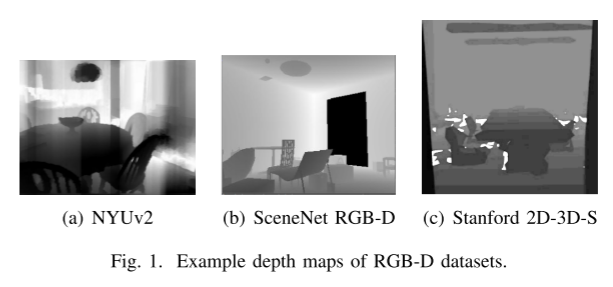 (a) NYUv2
(b) SceneNet RGB-D
(c) Stanford 2D-3D-S
Fig. 1. Example depth maps of RGB-D datasets.